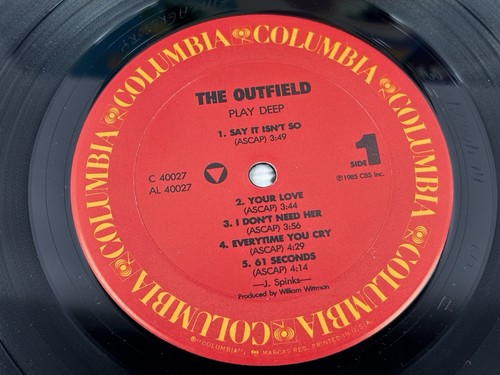 COLUMBIA COLUMBIA COLUMBIA COLUMBIA COLUMBIA COLUMBIA
THE OUTFIELD
PLAY DEEP
1. SAY IT ISN'T SO
(ASCAP) 3:49
C 40027
AL 40027
SIDE 1
℗1985 CBS Inc.
2. YOUR LOVE
(ASCAP) 3:44
3. I DON'T NEED HER
(ASCAP) 3:56
4. EVERYTIME YOU CRY
(ASCAP) 4:29
5. 61 SECONDS
(ASCAP) 4:14
—J. Spinks—
Produced by William Wittman
"COLUMBIA", MARCAS REG. PRINTED IN U.S.A.